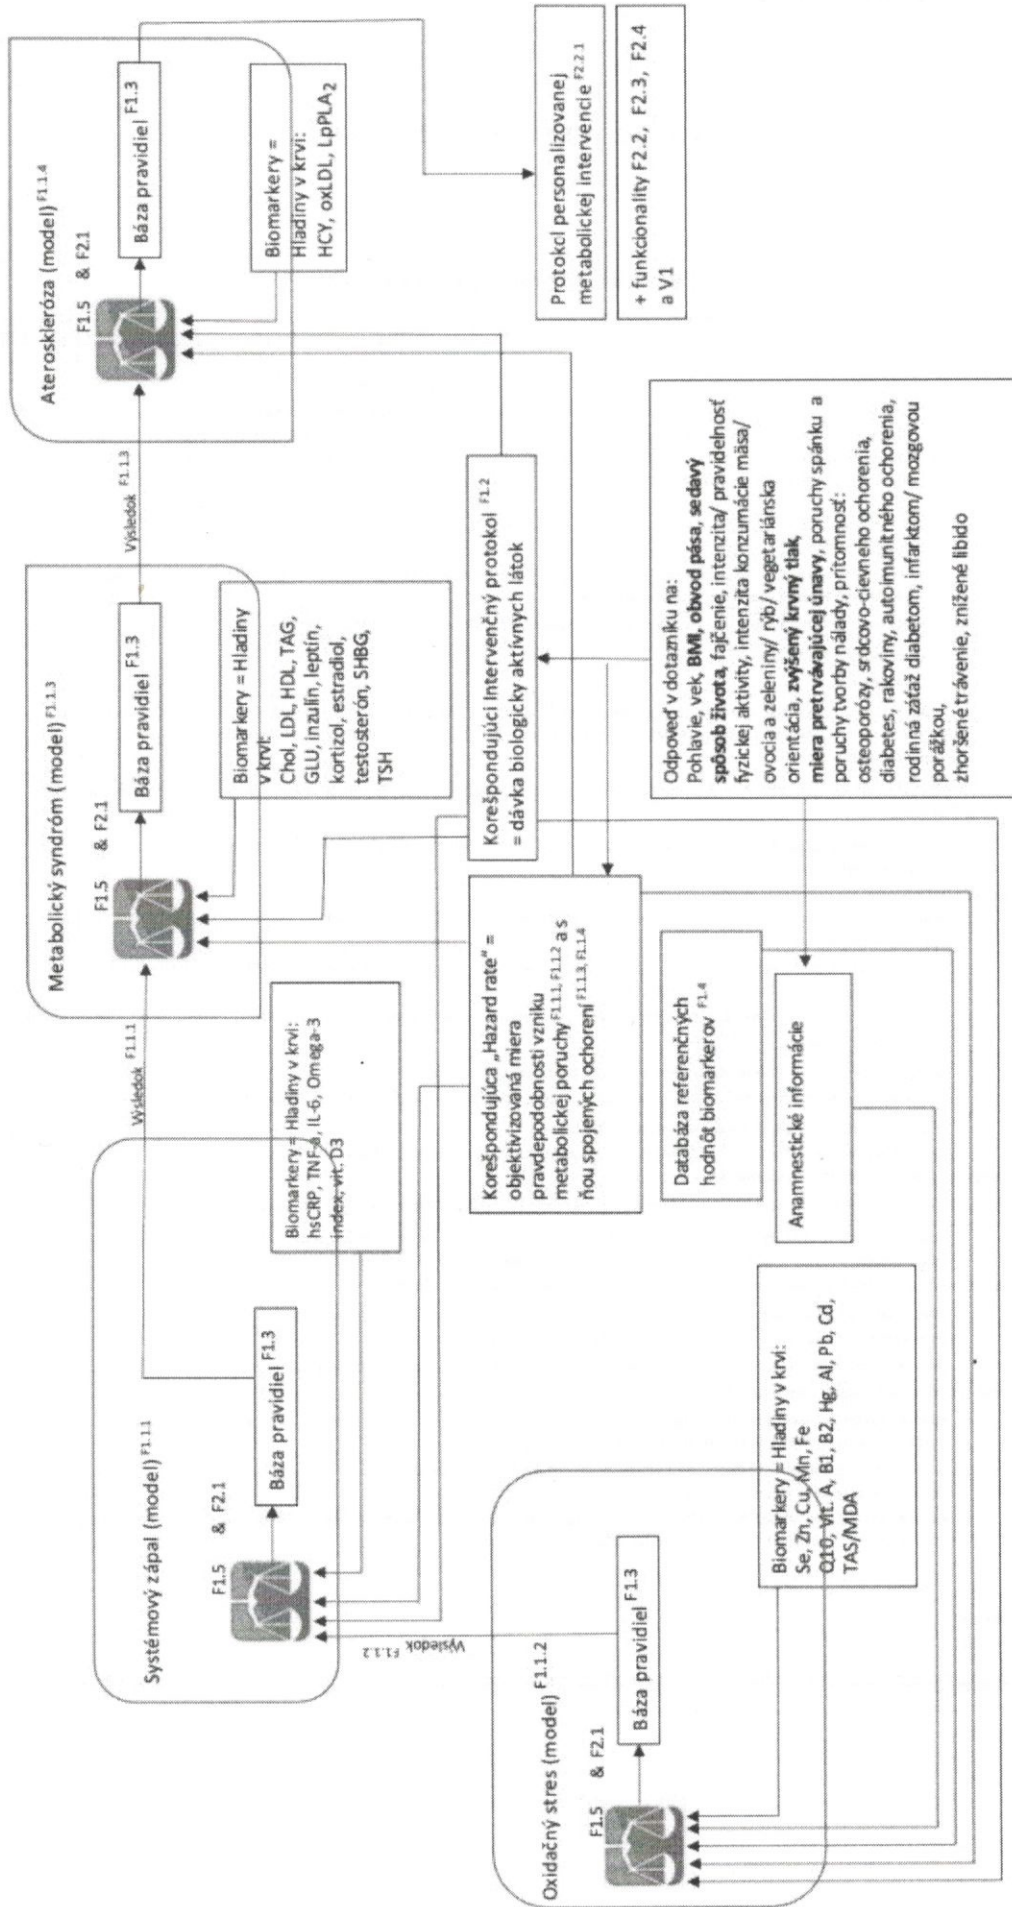 Oxidačný stres (model) F1.1.2
F1.5 & F2.1
Báza pravidiel F1.3
Biomarkery = Hladiny v krvi:
Se, Zn, Cu, Mn, Fe
Q10, Vit. A, B1, B2, Hg, Al, Pb, Cd,
TAS/MDA
Výsledok F1.1.2
Systémový zápal (model) F1.1.1
F1.5 & F2.1
Báza pravidiel F1.3
Biomarkery = Hladiny v krvi:
hsCRP, TNF-a, IL-6, Omega-3
index, vit. D3
Výsledok F1.1.1
Metabolický syndróm (model) F1.1.3
F1.5 & F2.1
Báza pravidiel F1.3
Biomarkery = Hladiny
v krvi:
Chol, LDL, HDL, TAG,
GLU, inzulín, leptín,
kortizol, estradiol,
testosterón, SHBG,
TSH
Výsledok F1.1.3
Ateroskleróza (model) F1.1.4
F1.5 & F2.1
Báza pravidiel F1.3
Biomarkery =
Hladiny v krvi:
HCY, oxLDL, LpPLA2
Korešpondujúca „Hazard rate“ =
objektivizovaná miera
pravdepodobnosti vzniku
metabolickej poruchy F1.1.1, F1.1.2 a s
ňou spojených ochorení F1.1.3, F1.1.4
Korešpondujúci intervenčný protokol F1.2
= dávka biologicky aktívnych látok
Databáza referenčných
hodnôt biomarkerov F1.4
Anamnestické informácie
Odpoveď v dotazníku na:
Pohlavie, vek, BMI, obvod pása, sedavý
spôsob života, fajčenie, intenzita/ pravidelnosť
fyzickej aktivity, intenzita konzumácie mäsa/
ovocia a zeleniny/ rýb/ vegetariánska
orientácia, zvýšený krvný tlak,
miera pretrvávajúcej únavy, poruchy spánku a
poruchy tvorby nálady, prítomnosť:
osteoporózy, srdcovo-cievneho ochorenia,
diabetes, rakoviny, autoimunitného ochorenia,
rodinná záťaž diabetom, infarktom/ mozgovou
porážkou,
zhoršené trávenie, znížené libido
Protokol personalizovanej
metabolickej intervencie F2.2.1
+ funkcionality F2.2, F2.3, F2.4
a V1